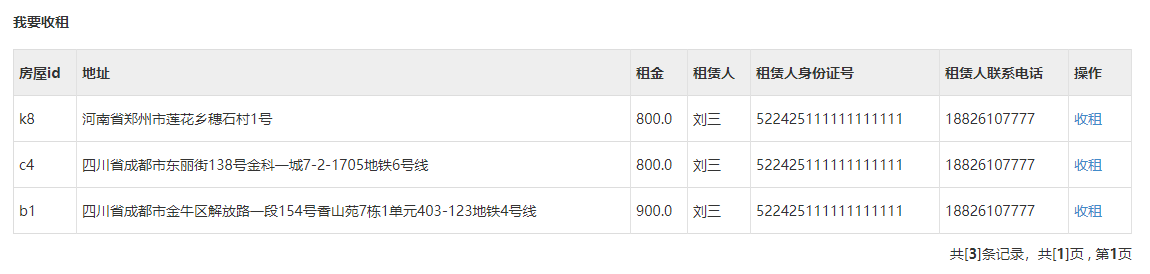 我要收租
房屋id 地址 租金 租赁人 租赁人身份证号 租赁人联系电话 操作
k8 河南省郑州市莲花乡穗石村1号 800.0 刘三 522425111111111111 18826107777 收租
c4 四川省成都市东丽街138号金科一城7-2-1705地铁6号线 800.0 刘三 522425111111111111 18826107777 收租
b1 四川省成都市金牛区解放路一段154号香山苑7栋1单元403-123地铁4号线 900.0 刘三 522425111111111111 18826107777 收租
共[3]条记录，共[1]页 , 第1页